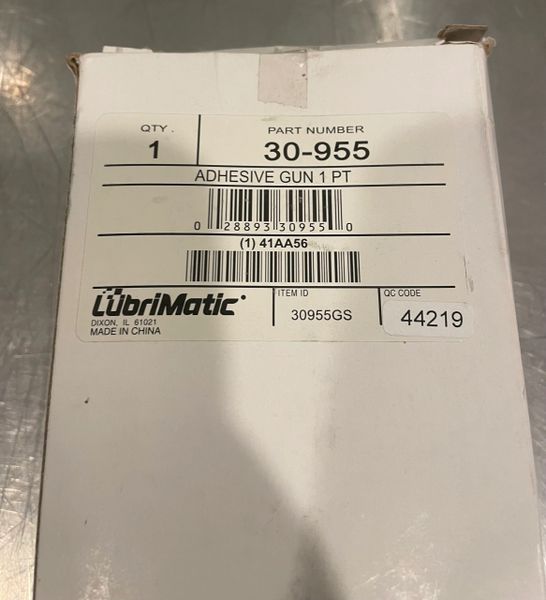 QTY.
1
PART NUMBER
30-955
ADHESIVE GUN 1 PT
0 28893 30955 0
(1) 41AA56
LubriMatic
DIXON, IL 61021
MADE IN CHINA
ITEM ID
30955GS
QC CODE
44219